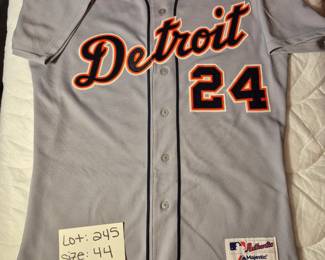 Detroit
24
Lot: 245
Size: 44
Authentic
Majestic